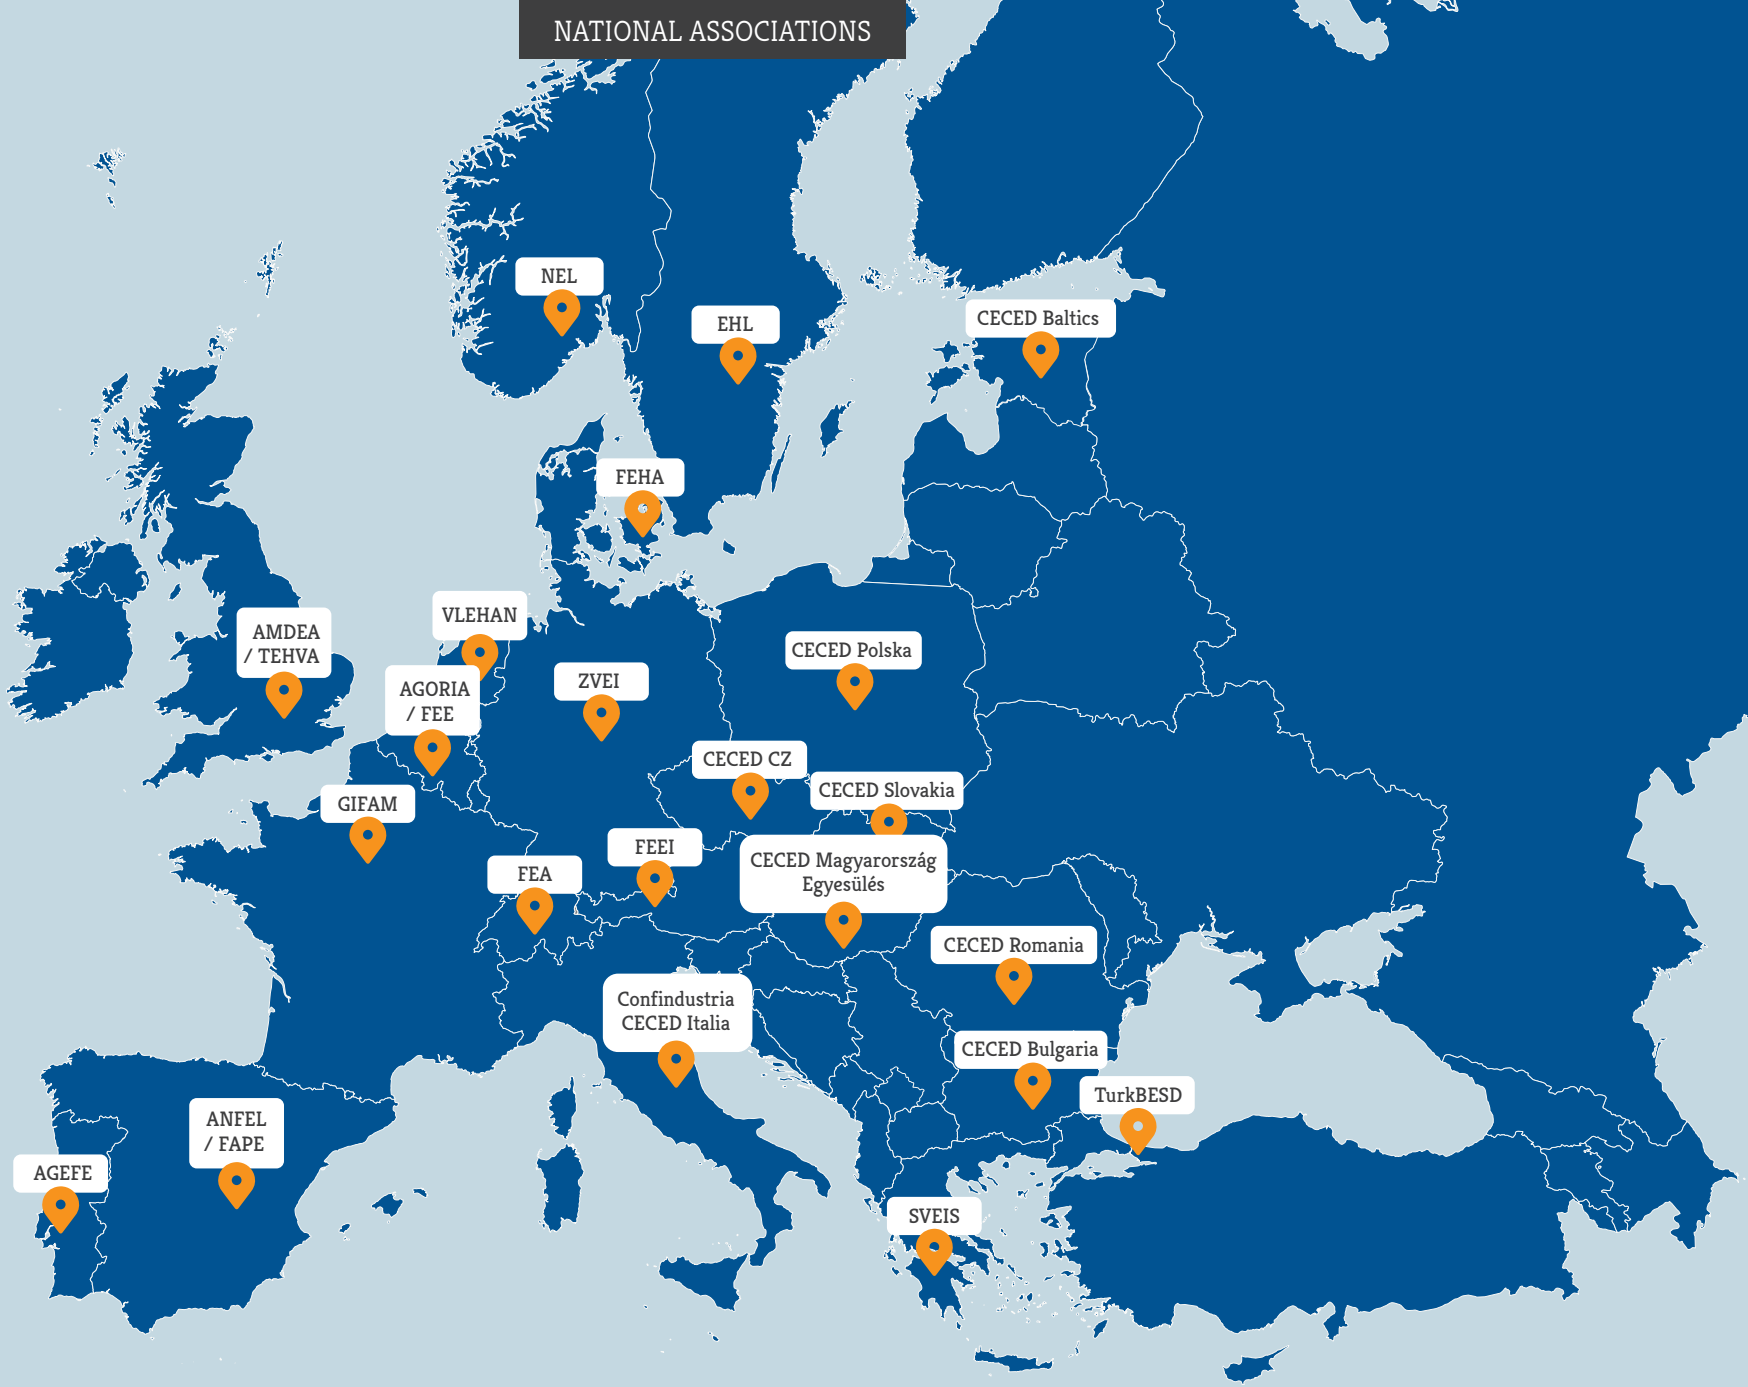 NATIONAL ASSOCIATIONS
NEL
EHL
CECED Baltics
FEHA
VLEHAN
AMDEA
/ TEHVA
CECED Polska
AGORIA
/ FEE
ZVEI
CECED CZ
CECED Slovakia
GIFAM
FEEI
CECED Magyarország
Egyesülés
FEA
CECED Romania
Confindustria
CECED Italia
CECED Bulgaria
TurkBESD
ANFEL
/ FAPE
AGEFE
SVEIS